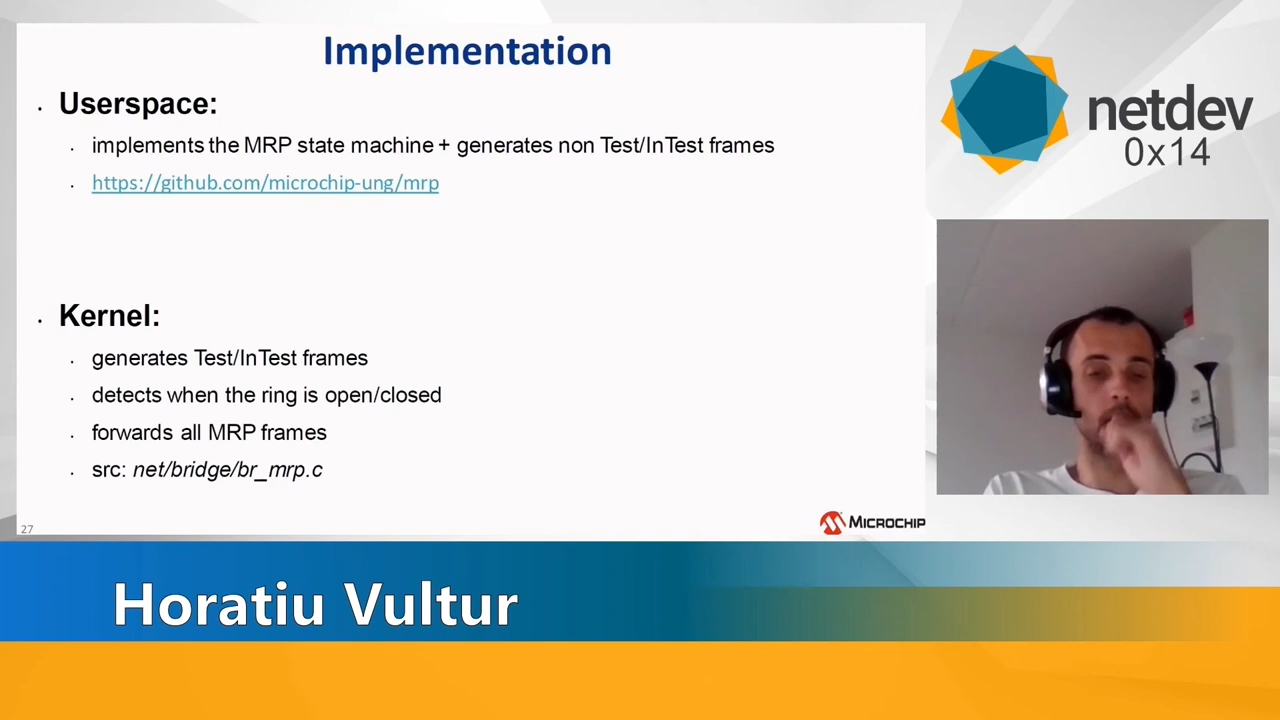 Implementation
Userspace:
implements the MRP state machine + generates non Test/InTest frames
https://github.com/microchip-ung/mrp
Kernel:
generates Test/InTest frames
detects when the ring is open/closed
forwards all MRP frames
src: net/bridge/br_mrp.c
27
MICROCHIP
netdev
0x14
Horatiu Vultur